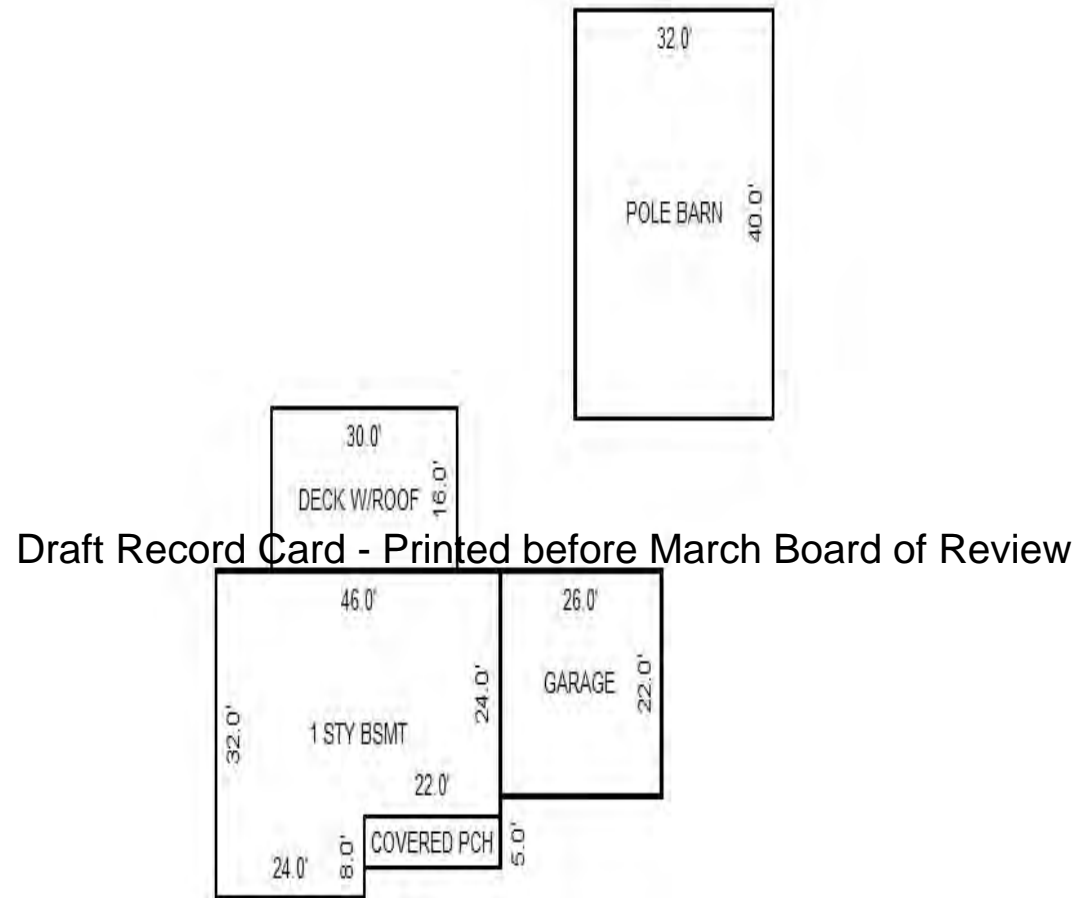 32.0'
POLE BARN
40.0'
30.0'
DECK W/ROOF
16.0'
Draft Record Card - Printed before March Board of Review
46.0'
26.0'
24.0'
GARAGE
22.0'
32.0'
1 STY BSMT
22.0'
COVERED PCH
5.0'
8.0'
24.0'